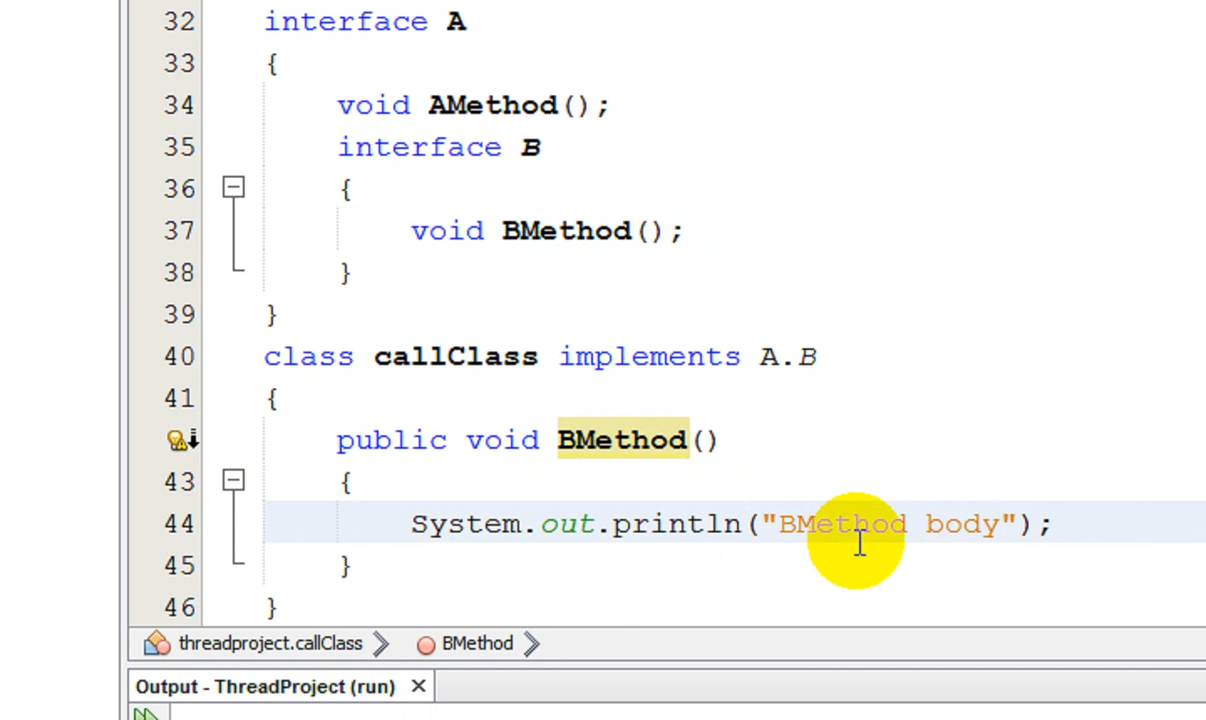 32 interface A
33 {
34 void AMethod();
35 interface B
36 {
37 void BMethod();
38 }
39 }
40 class callClass implements A.B
41 {
public void BMethod()
43 {
44 System.out.println("BMethod body");
45 }
46 }
threadproject.callClass BMethod
Output - ThreadProject (run)